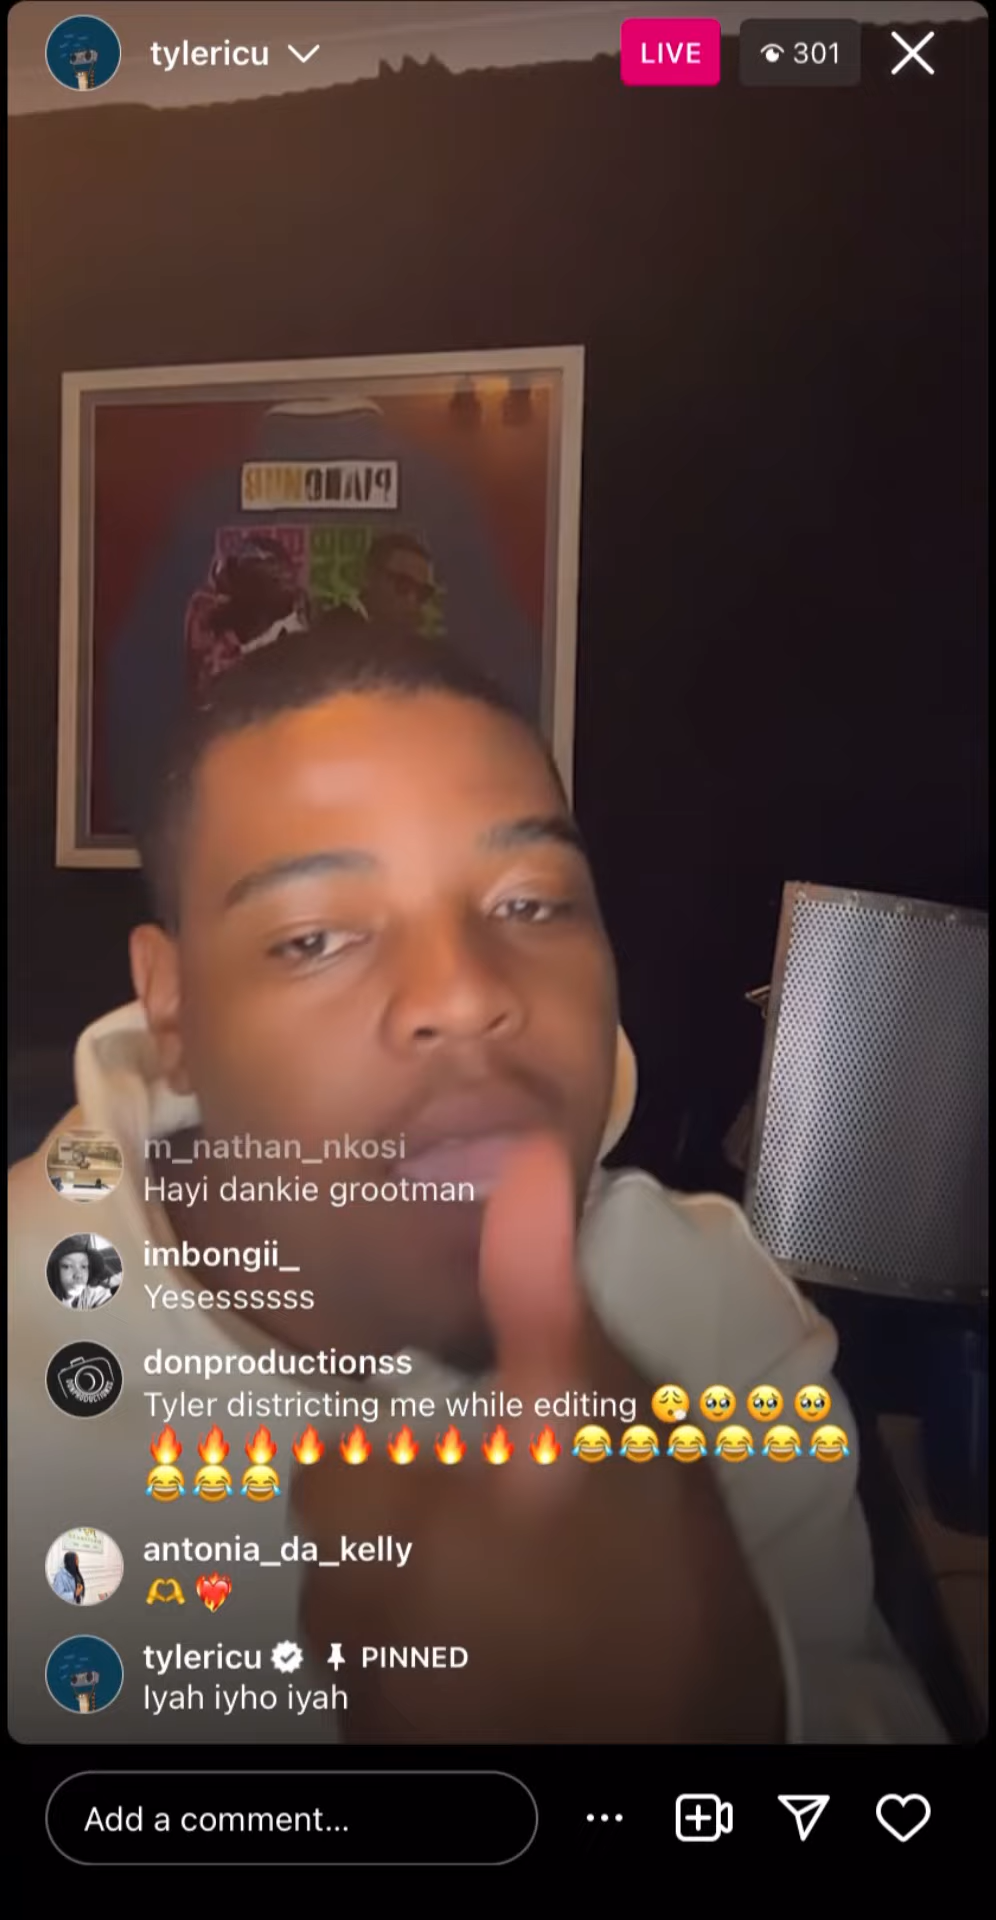 tylericu
LIVE
301
PIANO
m_nathan_nkosi
Hayi dankie grootman
imbongii_
Yesessssss
donproductionss
Tyler districting me while editing 😮‍💨🥹🥹🥹
🔥🔥🔥🔥🔥🔥🔥🔥🔥😂😂😂😂😂😂
😂😂😂
antonia_da_kelly
🫶❤️‍🔥
tylericu PINNED
Iyah iyho iyah
Add a comment...